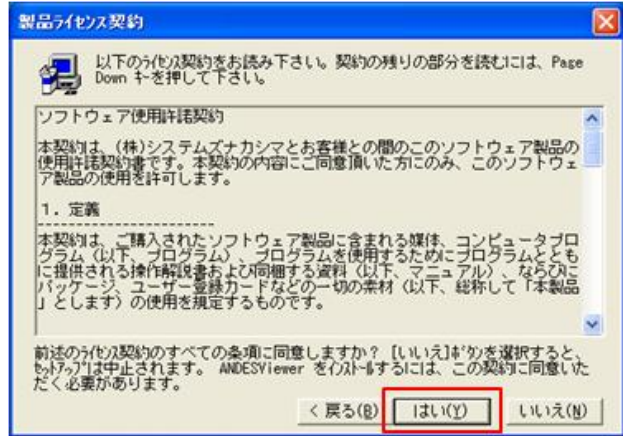 製品ライセンス契約
以下のライセンス契約をお読み下さい。契約の残りの部分を読むには、Page
Down キーを押して下さい。
ソフトウェア使用許諾契約
本契約は、(株)システムズナカシマとお客様との間のこのソフトウェア製品の
使用許諾契約書です。本契約の内容にご同意頂いた方にのみ、このソフトウェ
ア製品の使用を許可します。
1．定義
-----------------------
本契約は、ご購入されたソフトウェア製品に含まれる媒体、コンピュータプロ
グラム（以下、プログラム）、プログラムを使用するためにプログラムととも
に提供される操作解説書および同梱する資料（以下、マニュアル）、ならびに
パッケージ、ユーザー登録カードなどの一切の素材（以下、総称して「本製品
」とします）の使用を規定するものです。
前述のﾗｲｾﾝｽ契約のすべての条項に同意しますか？ [いいえ]ﾎﾞﾀﾝを選択すると、
ｾｯﾄｱｯﾌﾟは中止されます。 ANDESViewer をｲﾝｽﾄｰﾙするには、この契約に同意いた
だく必要があります。
< 戻る(B) はい(Y) いいえ(N)